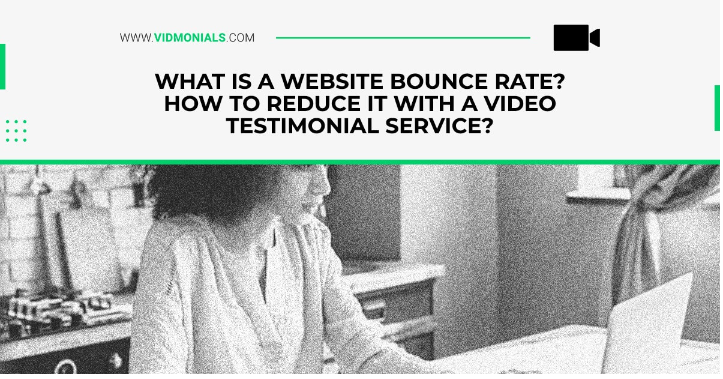 WWW.VIDMONIALS.COM
WHAT IS A WEBSITE BOUNCE RATE?
HOW TO REDUCE IT WITH A VIDEO
TESTIMONIAL SERVICE?